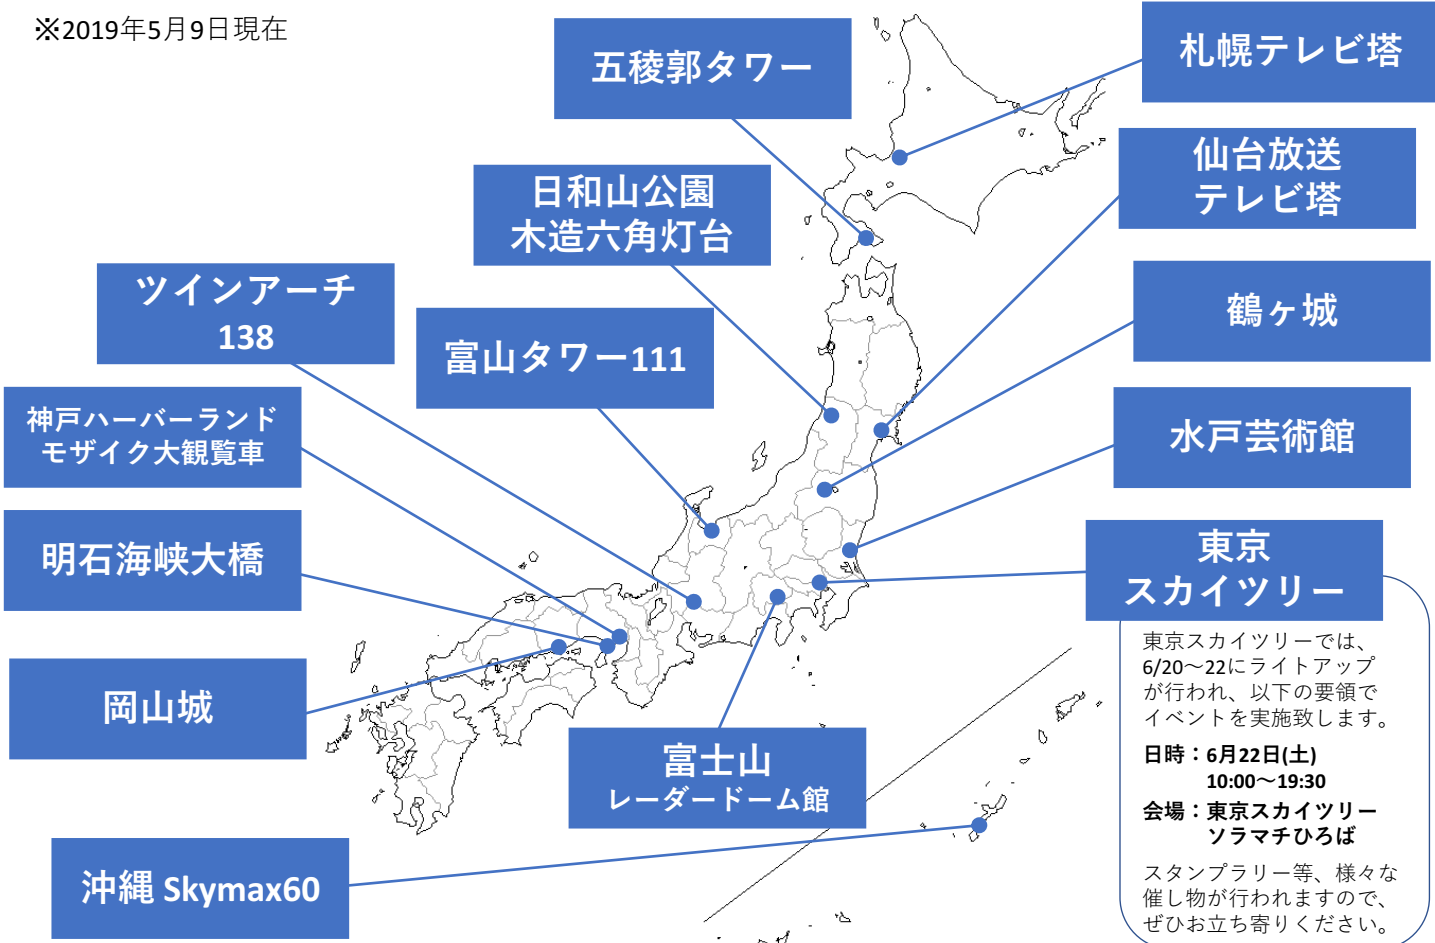 ※2019年5月9日現在
札幌テレビ塔
五稜郭タワー
仙台放送
テレビ塔
日和山公園
木造六角灯台
ツインアーチ
138
鶴ヶ城
富山タワー111
神戸ハーバーランド
モザイク大観覧車
水戸芸術館
明石海峡大橋
東京
スカイツリー
東京スカイツリーでは、
6/20～22にライトアップ
が行われ、以下の要領で
イベントを実施致します。
日時：6月22日(土)
10:00～19:30
会場：東京スカイツリー
ソラマチひろば
スタンプラリー等、様々な
催し物が行われますので、
ぜひお立ち寄りください。
岡山城
富士山
レーダードーム館
沖縄 Skymax60